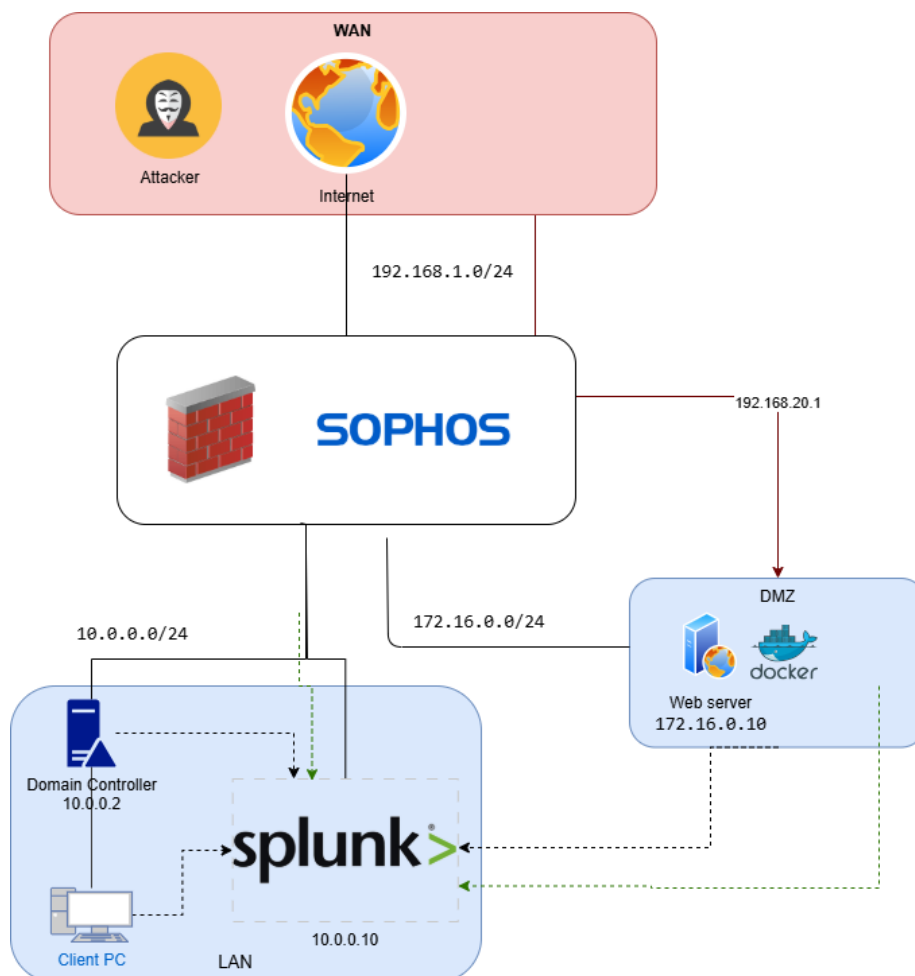 WAN
Attacker
Internet
192.168.1.0/24
SOPHOS
192.168.20.1
DMZ
docker
Web server
172.16.0.10
172.16.0.0/24
10.0.0.0/24
Domain Controller
10.0.0.2
splunk>®
Client PC
10.0.0.10
LAN